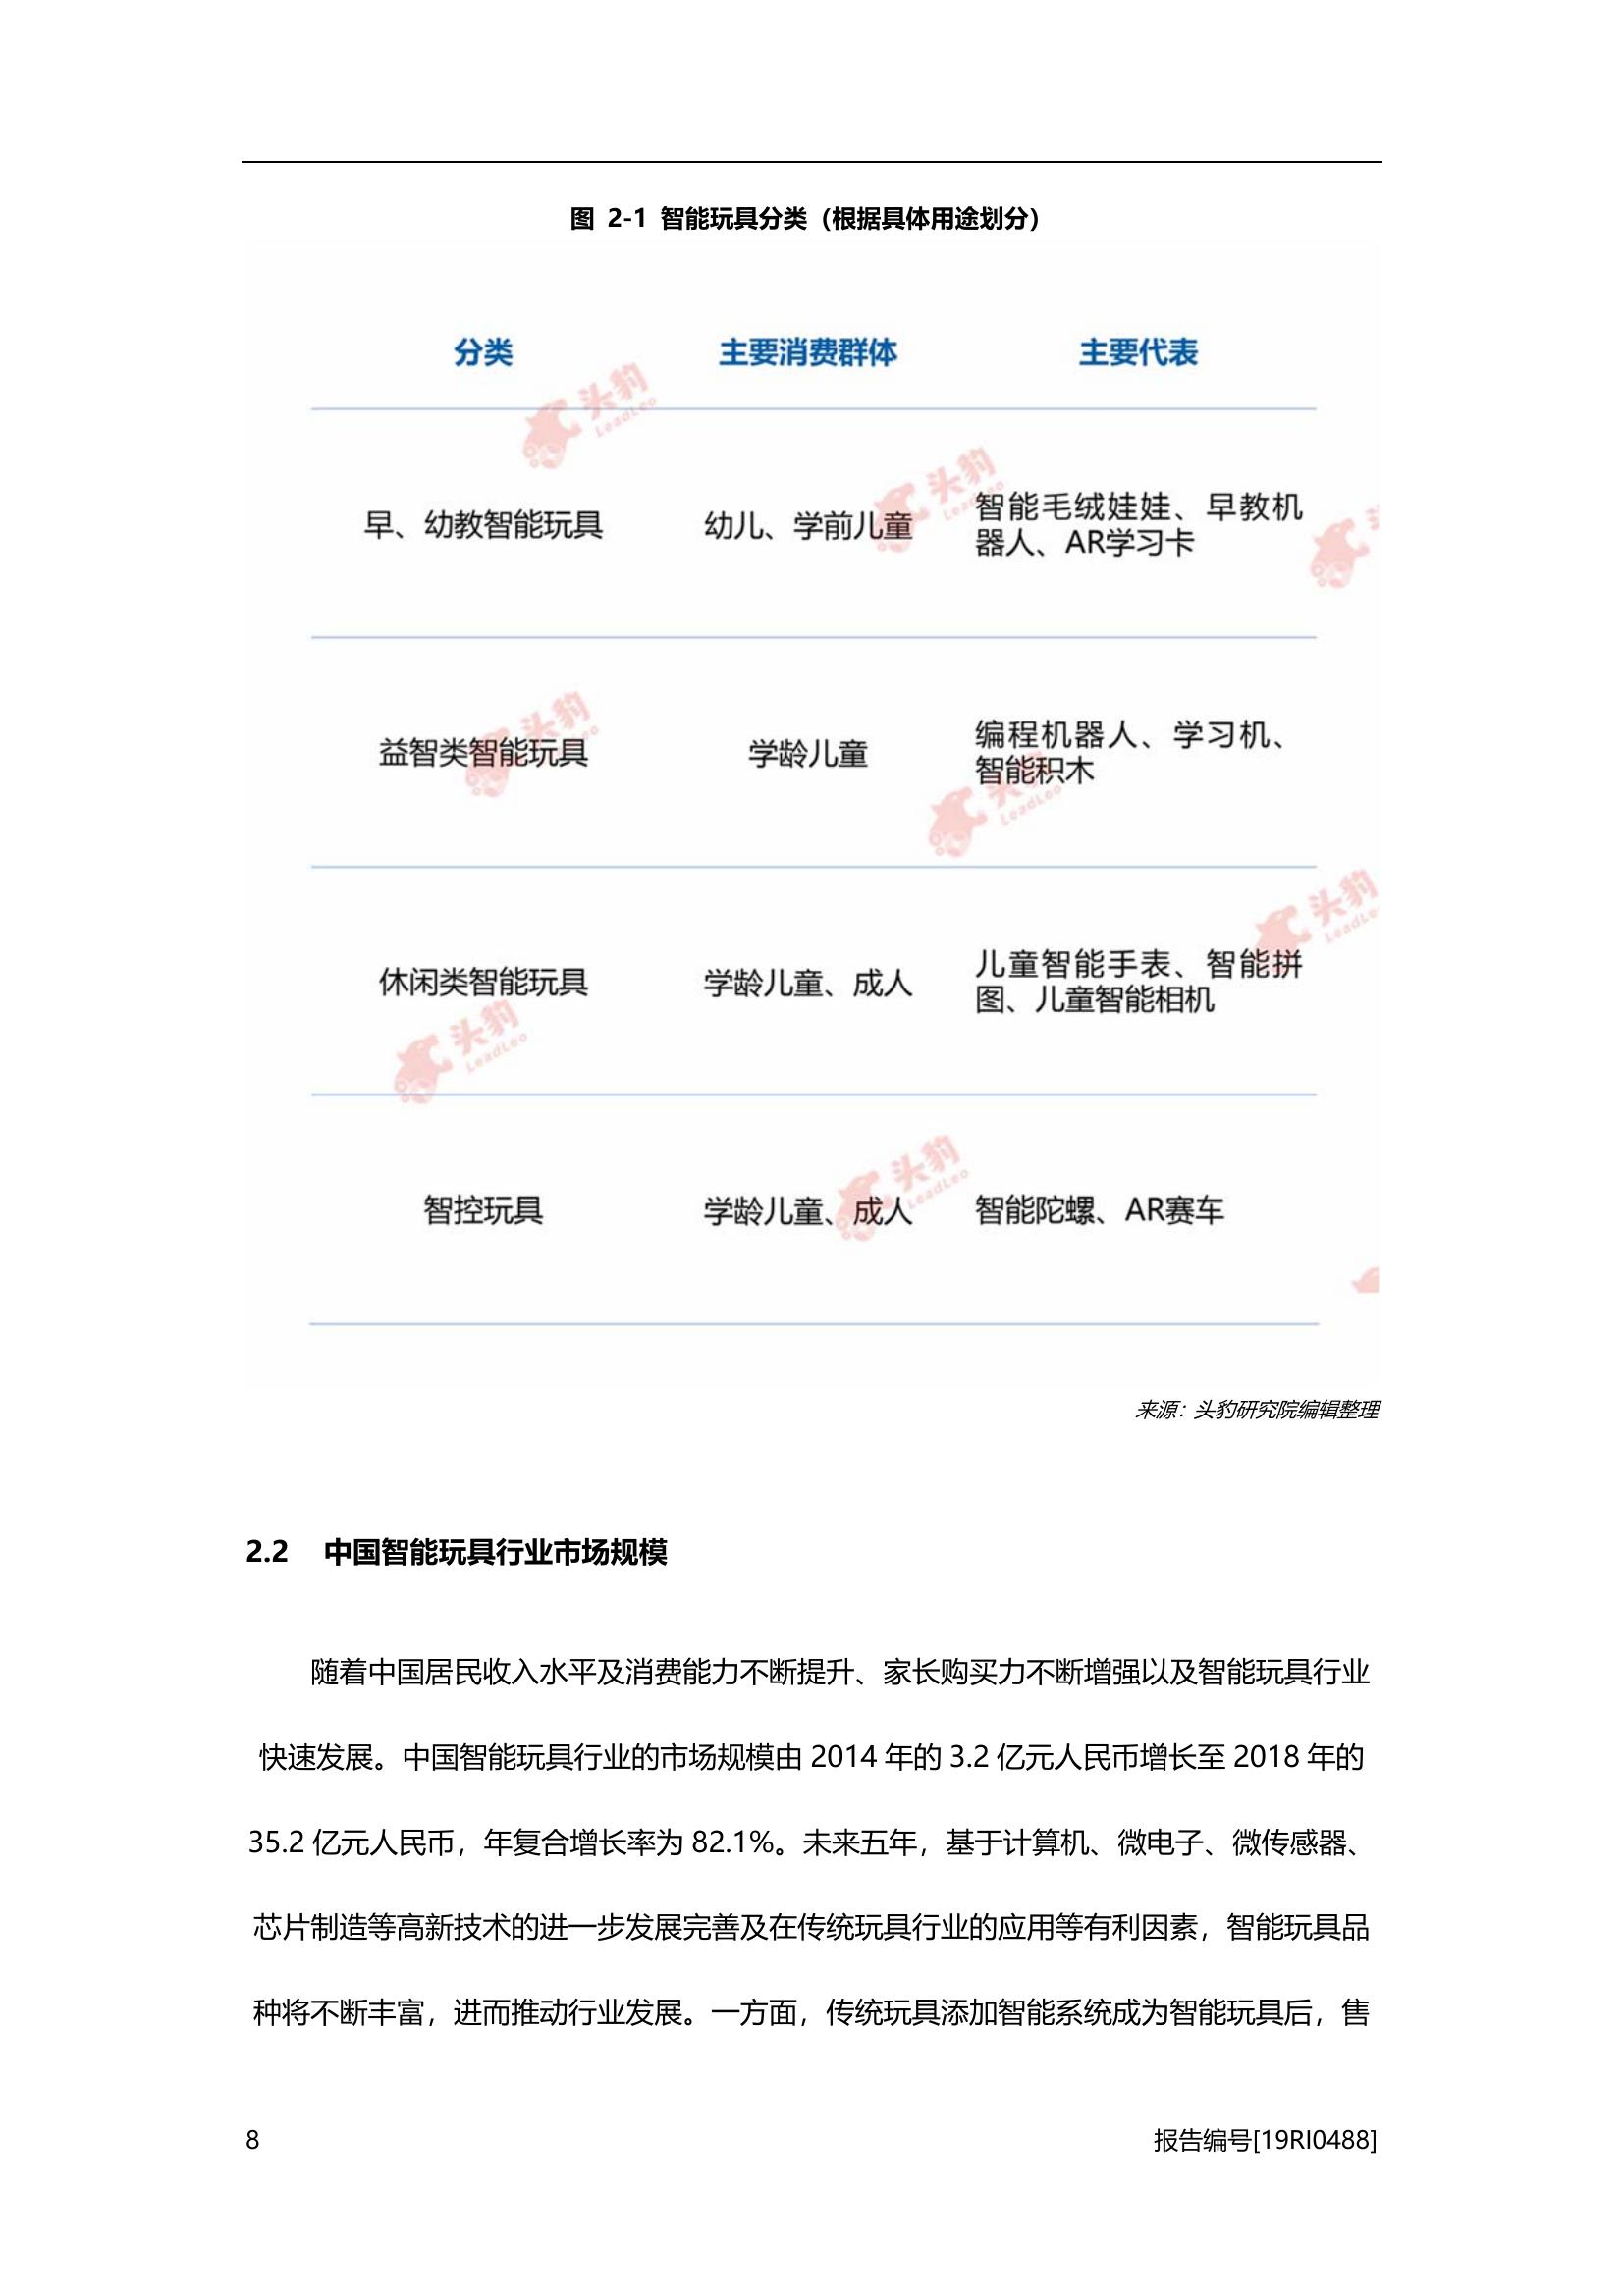 图 2-1 智能玩具分类（根据具体用途划分）
分类 主要消费群体 主要代表
早、幼教智能玩具 幼儿、学前儿童 智能毛绒娃娃、早教机
器人、AR学习卡
益智类智能玩具 学龄儿童 编程机器人、学习机、
智能积木
休闲类智能玩具 学龄儿童、成人 儿童智能手表、智能拼
图、儿童智能相机
智控玩具 学龄儿童、成人 智能陀螺、AR赛车
头豹
LeadLeo
来源：头豹研究院编辑整理
2.2 中国智能玩具行业市场规模
随着中国居民收入水平及消费能力不断提升、家长购买力不断增强以及智能玩具行业
快速发展。中国智能玩具行业的市场规模由 2014 年的 3.2 亿元人民币增长至 2018 年的
35.2 亿元人民币，年复合增长率为 82.1%。未来五年，基于计算机、微电子、微传感器、
芯片制造等高新技术的进一步发展完善及在传统玩具行业的应用等有利因素，智能玩具品
种将不断丰富，进而推动行业发展。一方面，传统玩具添加智能系统成为智能玩具后，售
8 报告编号[19RI0488]